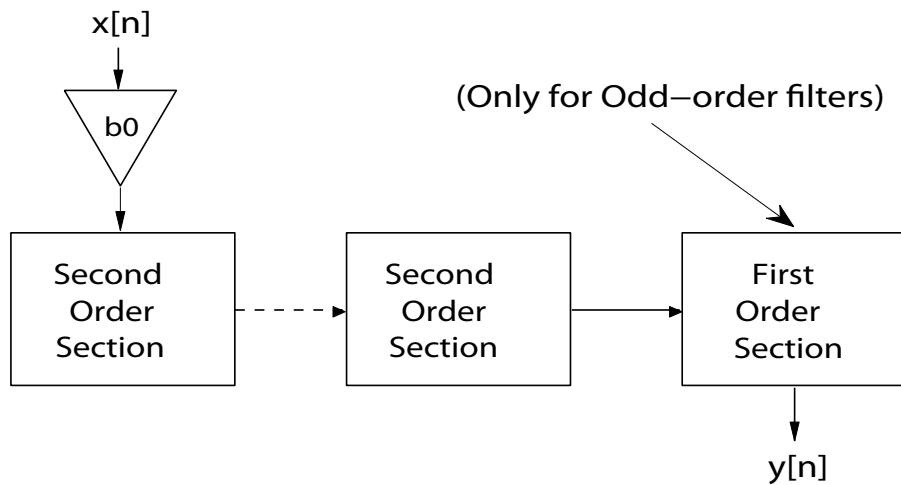 x[n]
b0
(Only for Odd–order filters)
Second
Order
Section
Second
Order
Section
First
Order
Section
y[n]